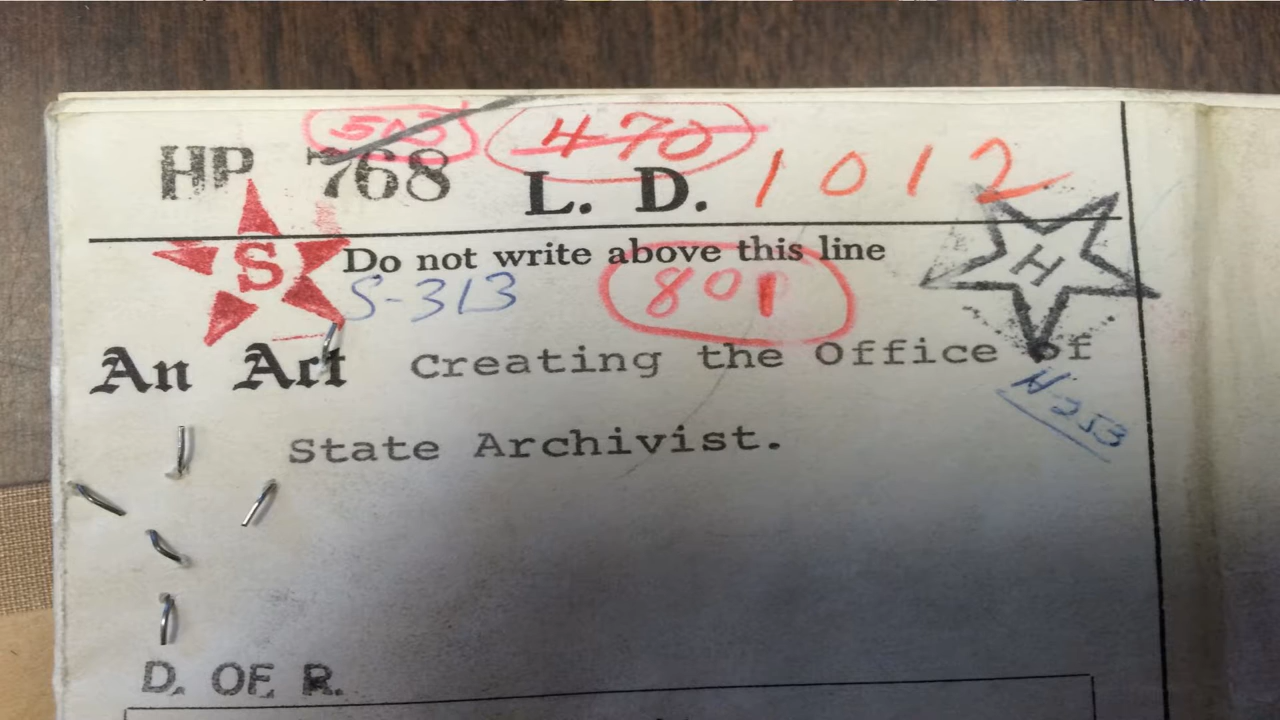 513 470
HP 768 L. D. 1012
Do not write above this line
S
H
S-313 801
An Act Creating the Office of
H-253
State Archivist.
D. OF R.